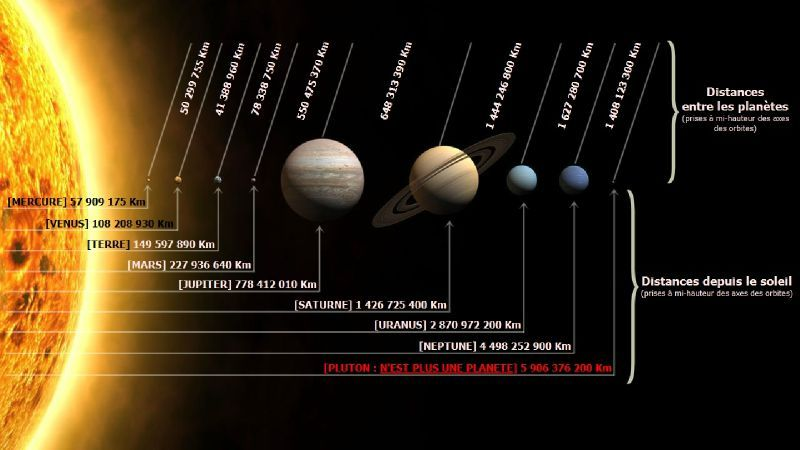 50 299 755 Km
41 388 960 Km
78 338 750 Km
550 475 370 Km
648 313 390 Km
1 444 246 800 Km
1 627 280 700 Km
1 408 123 300 Km
Distances
entre les planètes
(prises à mi-hauteur des axes
des orbites)
[MERCURE] 57 909 175 Km
[VENUS] 108 208 930 Km
[TERRE] 149 597 890 Km
[MARS] 227 936 640 Km
[JUPITER] 778 412 010 Km
Distances depuis le soleil
(prises à mi-hauteur des axes des orbites)
[SATURNE] 1 426 725 400 Km
[URANUS] 2 870 972 200 Km
[NEPTUNE] 4 498 252 900 Km
[PLUTON : N'EST PLUS UNE PLANETE] 5 906 376 200 Km